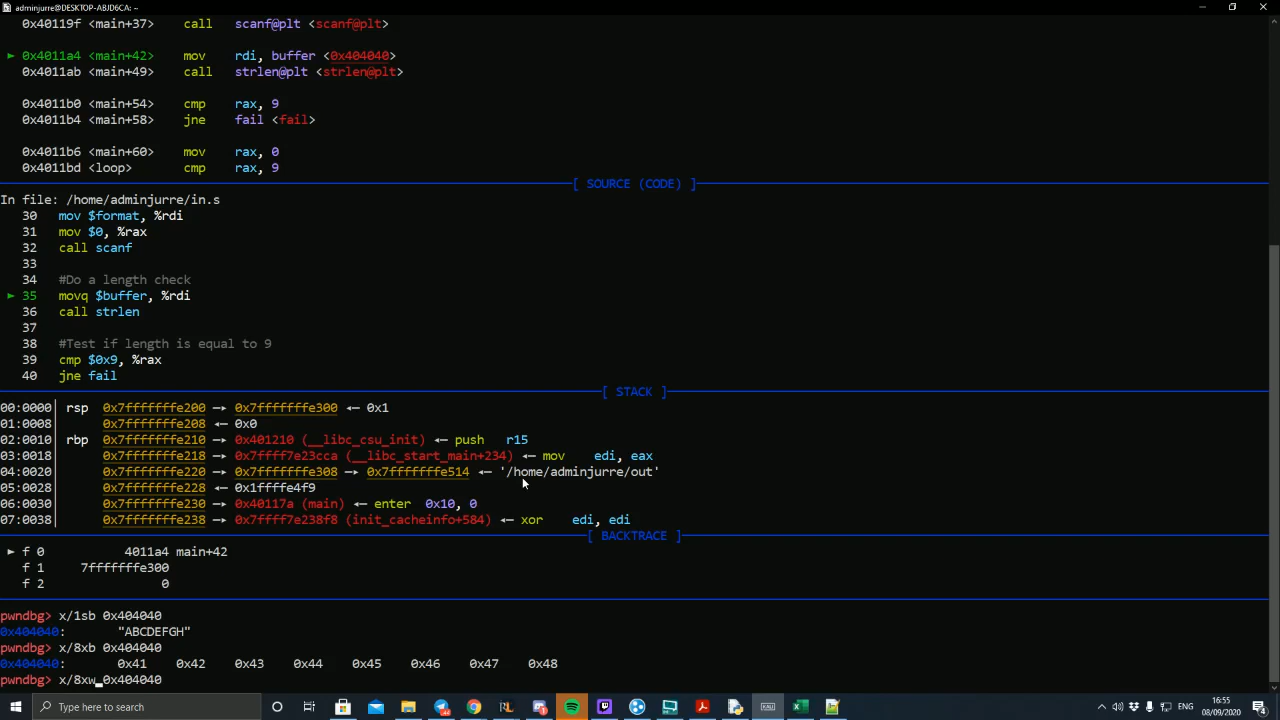 adminjurre@DESKTOP-ABJD6CA: ~
0x40119f <main+37>    call   scanf@plt <scanf@plt>
► 0x4011a4 <main+42>    mov    rdi, buffer <0x404040>
0x4011ab <main+49>    call   strlen@plt <strlen@plt>
0x4011b0 <main+54>    cmp    rax, 9
0x4011b4 <main+58>    jne    fail <fail>
0x4011b6 <main+60>    mov    rax, 0
0x4011bd <loop>       cmp    rax, 9
[ SOURCE (CODE) ]
In file: /home/adminjurre/in.s
30   mov $format, %rdi
31   mov $0, %rax
32   call scanf
33
34   #Do a length check
► 35   movq $buffer, %rdi
36   call strlen
37
38   #Test if length is equal to 9
39   cmp $0x9, %rax
40   jne fail
[ STACK ]
00:0000│ rsp  0x7fffffffe200 —▸ 0x7fffffffe300 ◂— 0x1
01:0008│      0x7fffffffe208 ◂— 0x0
02:0010│ rbp  0x7fffffffe210 —▸ 0x401210 (__libc_csu_init) ◂— push   r15
03:0018│      0x7fffffffe218 —▸ 0x7ffff7e23cca (__libc_start_main+234) ◂— mov    edi, eax
04:0020│      0x7fffffffe220 —▸ 0x7fffffffe308 —▸ 0x7fffffffe514 ◂— '/home/adminjurre/out'
05:0028│      0x7fffffffe228 ◂— 0x1ffffe4f9
06:0030│      0x7fffffffe230 —▸ 0x40117a (main) ◂— enter  0x10, 0
07:0038│      0x7fffffffe238 —▸ 0x7ffff7e238f8 (init_cacheinfo+584) ◂— xor    edi, edi
[ BACKTRACE ]
► f 0           4011a4 main+42
f 1     7fffffffe300
f 2                0
pwndbg> x/1sb 0x404040
0x404040:       "ABCDEFGH"
pwndbg> x/8xb 0x404040
0x404040:       0x41    0x42    0x43    0x44    0x45    0x46    0x47    0x48
pwndbg> x/8xw 0x404040
Type here to search
ENG
16:55
08/09/2020